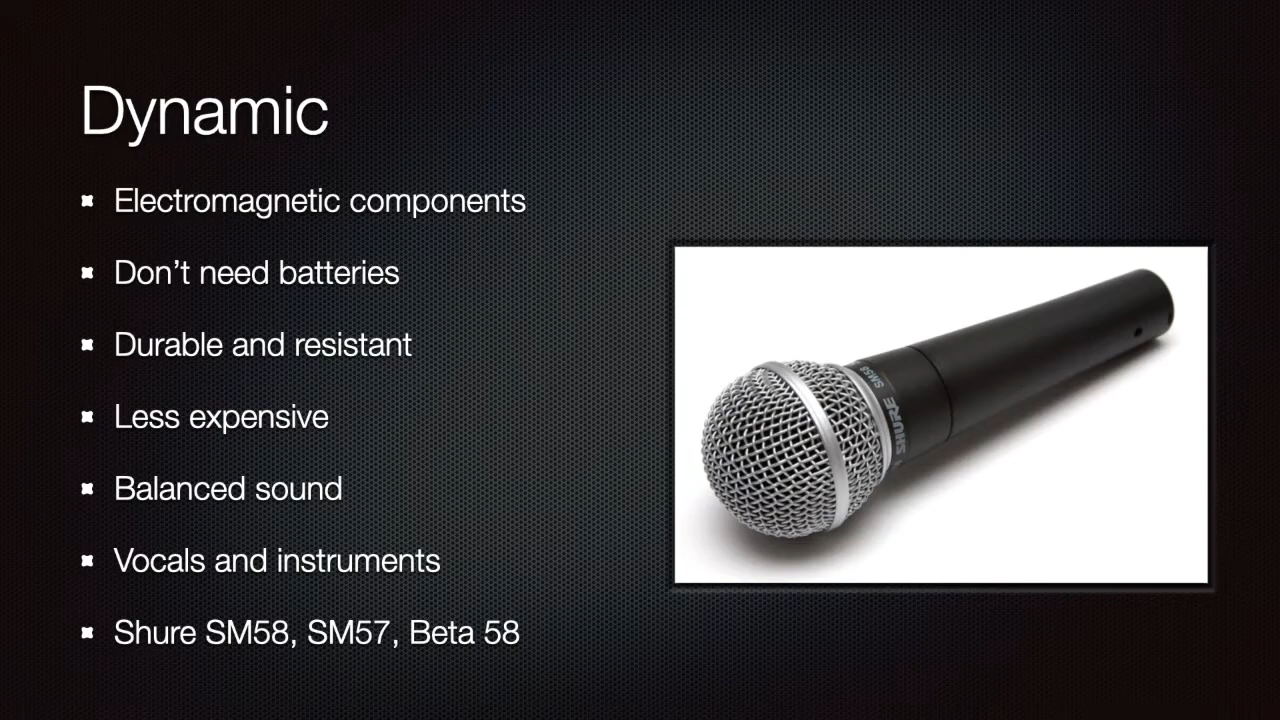 Dynamic
Electromagnetic components
Don’t need batteries
Durable and resistant
Less expensive
Balanced sound
Vocals and instruments
Shure SM58, SM57, Beta 58
SHURE SM58